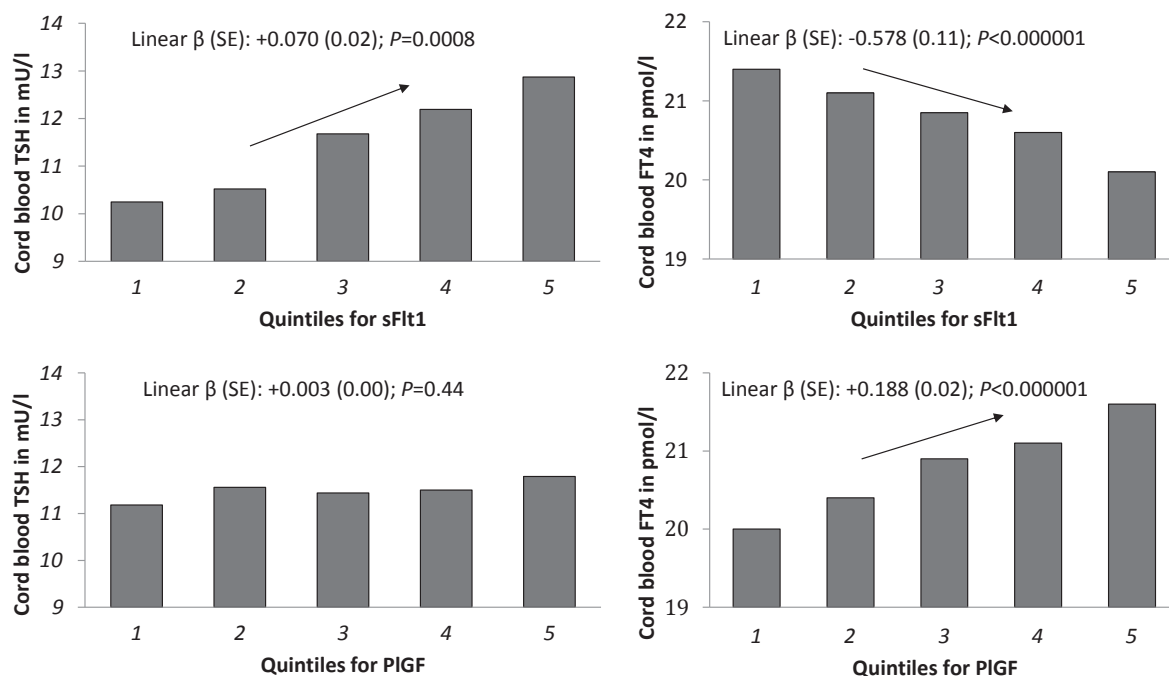 Linear β (SE): +0.070 (0.02); P=0.0008
Cord blood TSH in mU/l
14
13
12
11
10
9
1 2 3 4 5
Quintiles for sFlt1
Linear β (SE): -0.578 (0.11); P<0.000001
Cord blood FT4 in pmol/l
22
21
20
19
1 2 3 4 5
Quintiles for sFlt1
Linear β (SE): +0.003 (0.00); P=0.44
Cord blood TSH in mU/l
14
13
12
11
10
9
1 2 3 4 5
Quintiles for PlGF
Linear β (SE): +0.188 (0.02); P<0.000001
Cord blood FT4 in pmol/l
22
21
20
19
1 2 3 4 5
Quintiles for PlGF